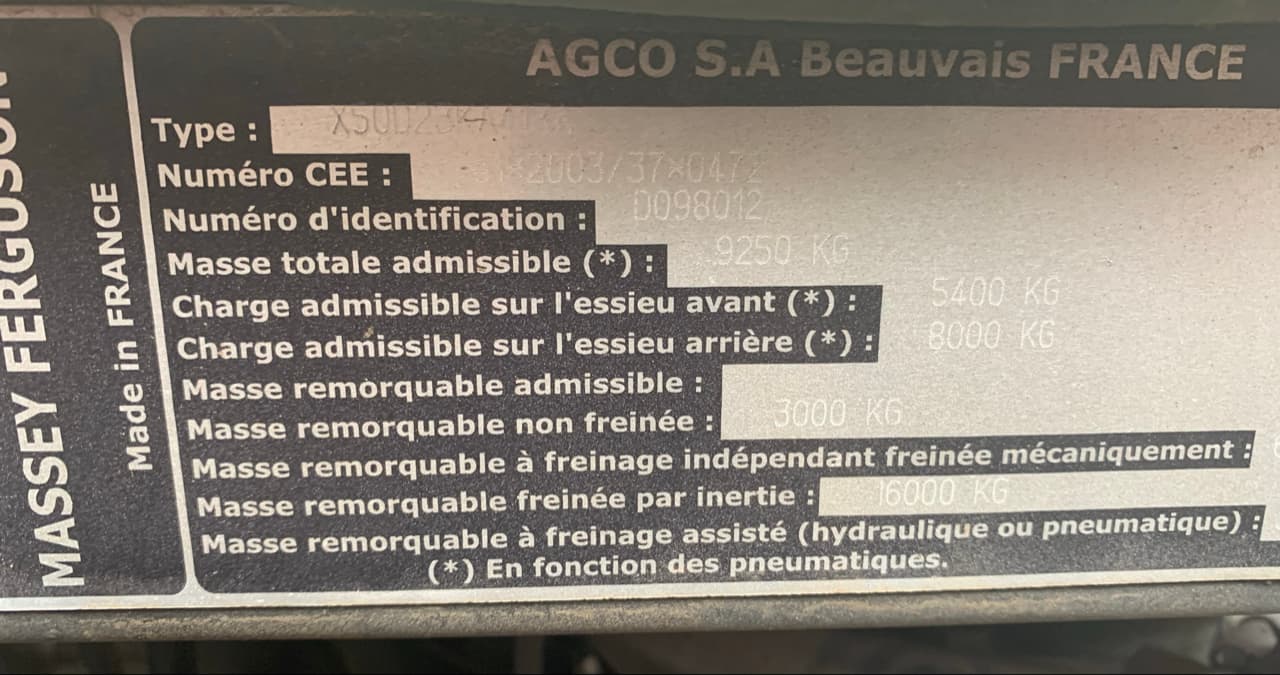 MASSEY FERGUSON
Made in FRANCE
AGCO S.A Beauvais FRANCE
Type :
Numéro CEE : 2003/37*0472
Numéro d'identification : D098012
Masse totale admissible (*) : 9250 KG
Charge admissible sur l'essieu avant (*) : 5400 KG
Charge admissible sur l'essieu arrière (*) : 8000 KG
Masse remorquable admissible :
Masse remorquable non freinée : 3000 KG
Masse remorquable à freinage indépendant freinée mécaniquement :
Masse remorquable freinée par inertie : 16000 KG
Masse remorquable à freinage assisté (hydraulique ou pneumatique) :
(*) En fonction des pneumatiques.